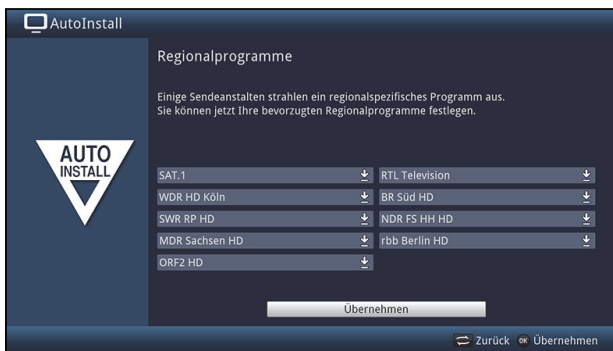 AutoInstall
Regionalprogramme
Einige Sendeanstalten strahlen ein regionalspezifisches Programm aus.
Sie können jetzt Ihre bevorzugten Regionalprogramme festlegen.
AUTO
INSTALL
SAT.1
RTL Television
WDR HD Köln
BR Süd HD
SWR RP HD
NDR FS HH HD
MDR Sachsen HD
rbb Berlin HD
ORF2 HD
Übernehmen
Zurück OK Übernehmen